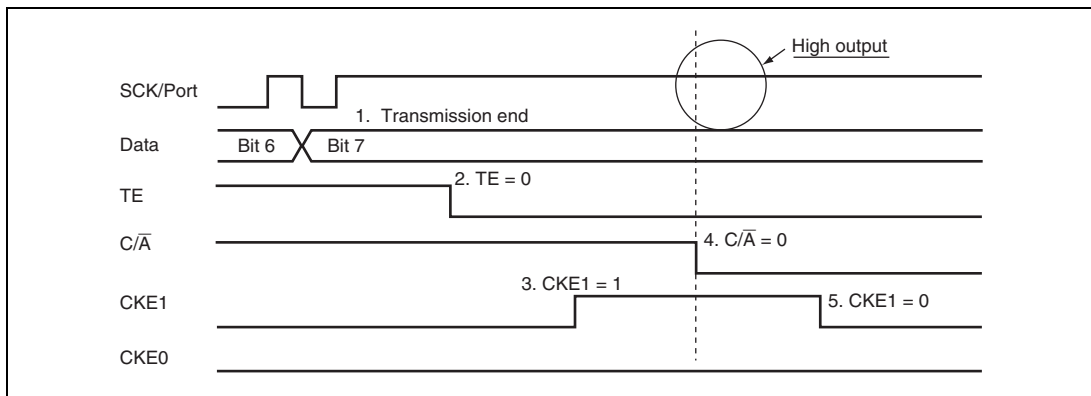 High output
SCK/Port
1. Transmission end
Data Bit 6 Bit 7
TE 2. TE = 0
C/A̅ 4. C/A̅ = 0
3. CKE1 = 1
CKE1 5. CKE1 = 0
CKE0